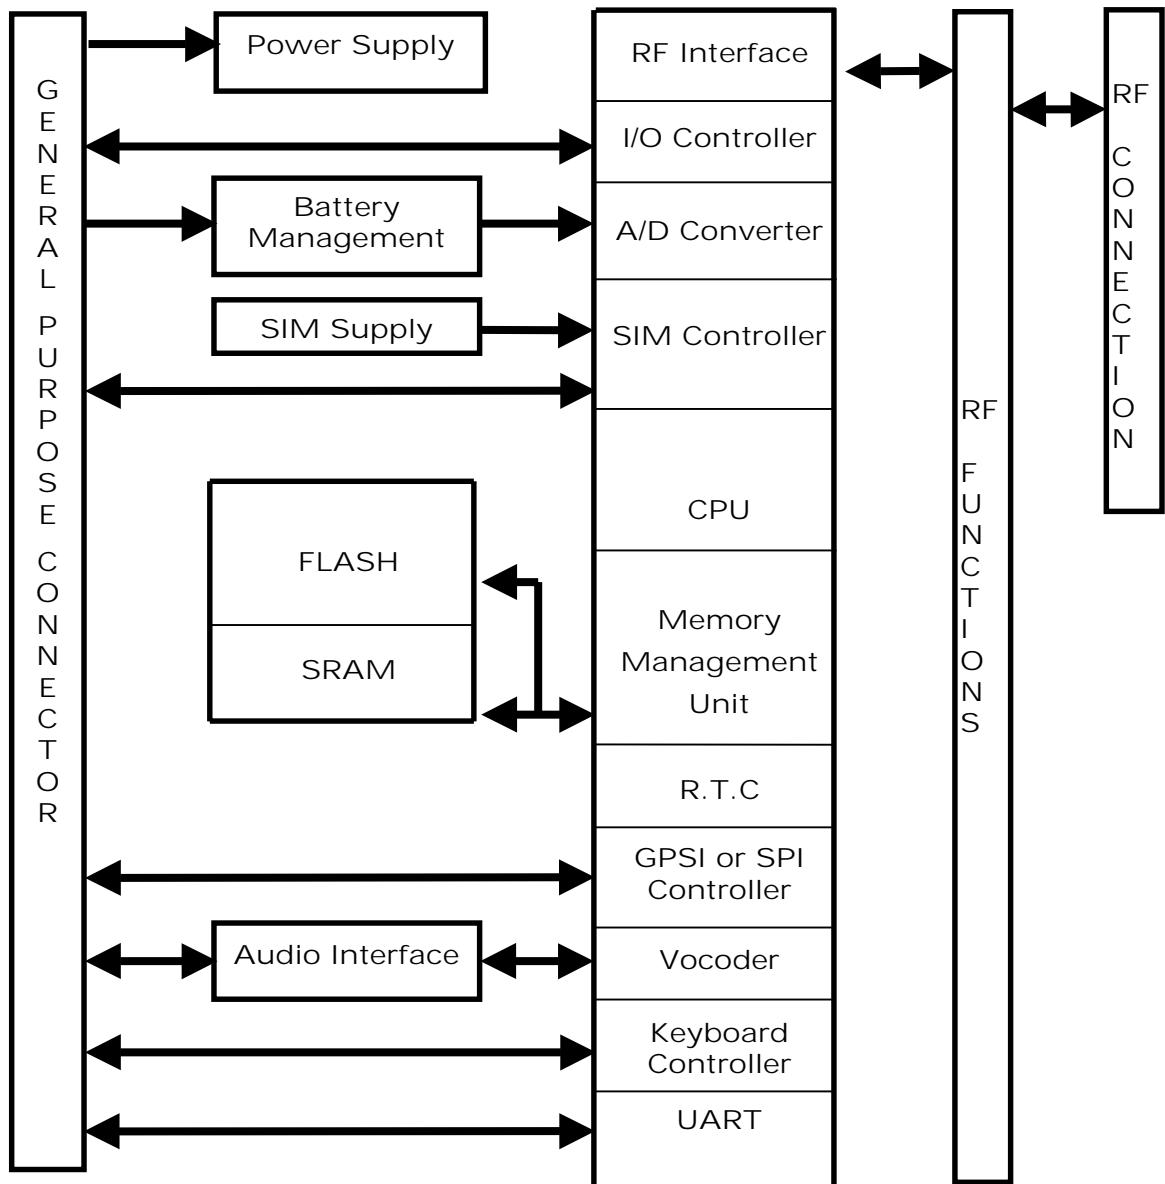 GENERAL PURPOSE CONNECTOR
Power Supply
Battery
Management
SIM Supply
FLASH
SRAM
Audio Interface
RF Interface
I/O Controller
A/D Converter
SIM Controller
CPU
Memory
Management
Unit
R.T.C
GPSI or SPI
Controller
Vocoder
Keyboard
Controller
UART
RF FUNCTIONS
RF CONNECTION